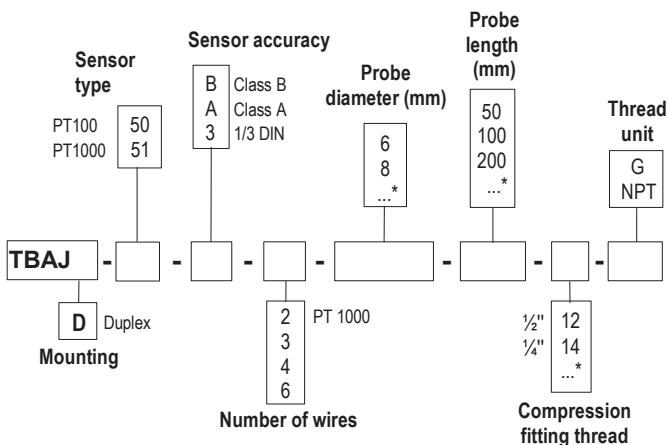 Sensor
type
PT100 50
PT1000 51
Sensor accuracy
B Class B
A Class A
3 1/3 DIN
Probe
diameter (mm)
6
8
...*
Probe
length
(mm)
50
100
200
...*
Thread
unit
G
NPT
TBAJ - - - - - - -
D Duplex
Mounting
2 PT 1000
3
4
6
Number of wires
½" 12
¼" 14
...*
Compression
fitting thread